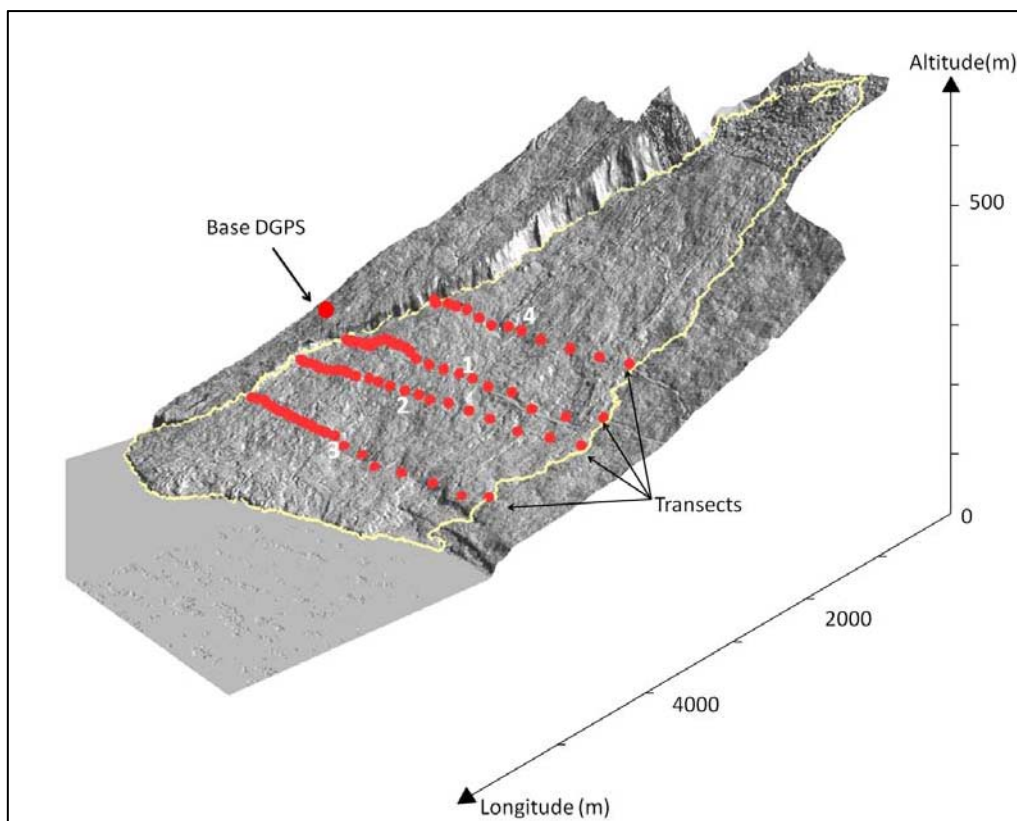 Altitude(m)
500
Base DGPS
4
1
2
3
Transects
0
2000
4000
Longitude (m)